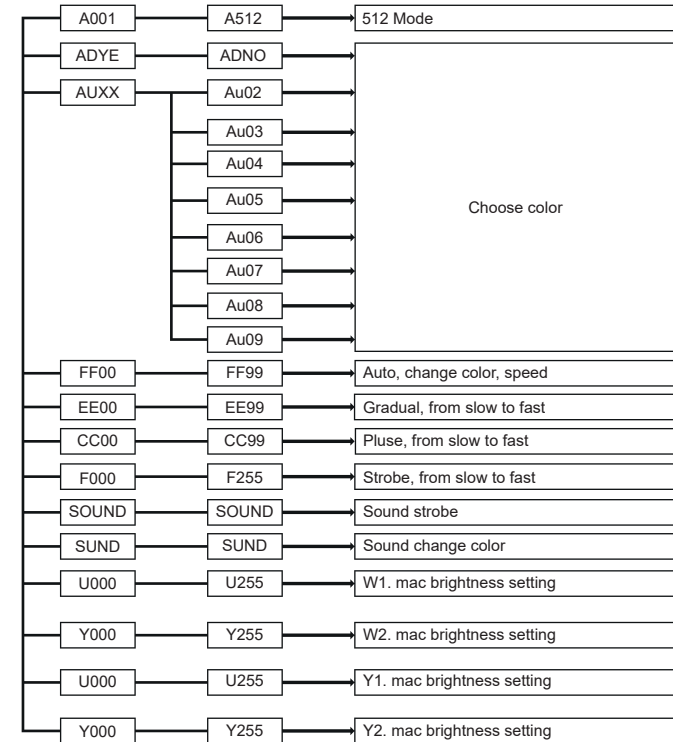 A001 A512 512 Mode
ADYE ADNO
AUXX Au02
Au03
Au04
Au05
Choose color
Au06
Au07
Au08
Au09
FF00 FF99 Auto, change color, speed
EE00 EE99 Gradual, from slow to fast
CC00 CC99 Pluse, from slow to fast
F000 F255 Strobe, from slow to fast
SOUND SOUND Sound strobe
SUND SUND Sound change color
U000 U255 W1. mac brightness setting
Y000 Y255 W2. mac brightness setting
U000 U255 Y1. mac brightness setting
Y000 Y255 Y2. mac brightness setting